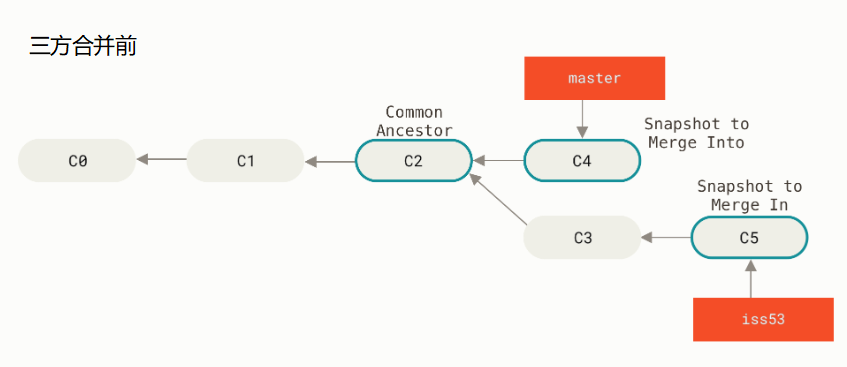 三方合并前
master
Common
Ancestor
Snapshot to
Merge Into
C0
C1
C2
C4
Snapshot to
Merge In
C3
C5
iss53